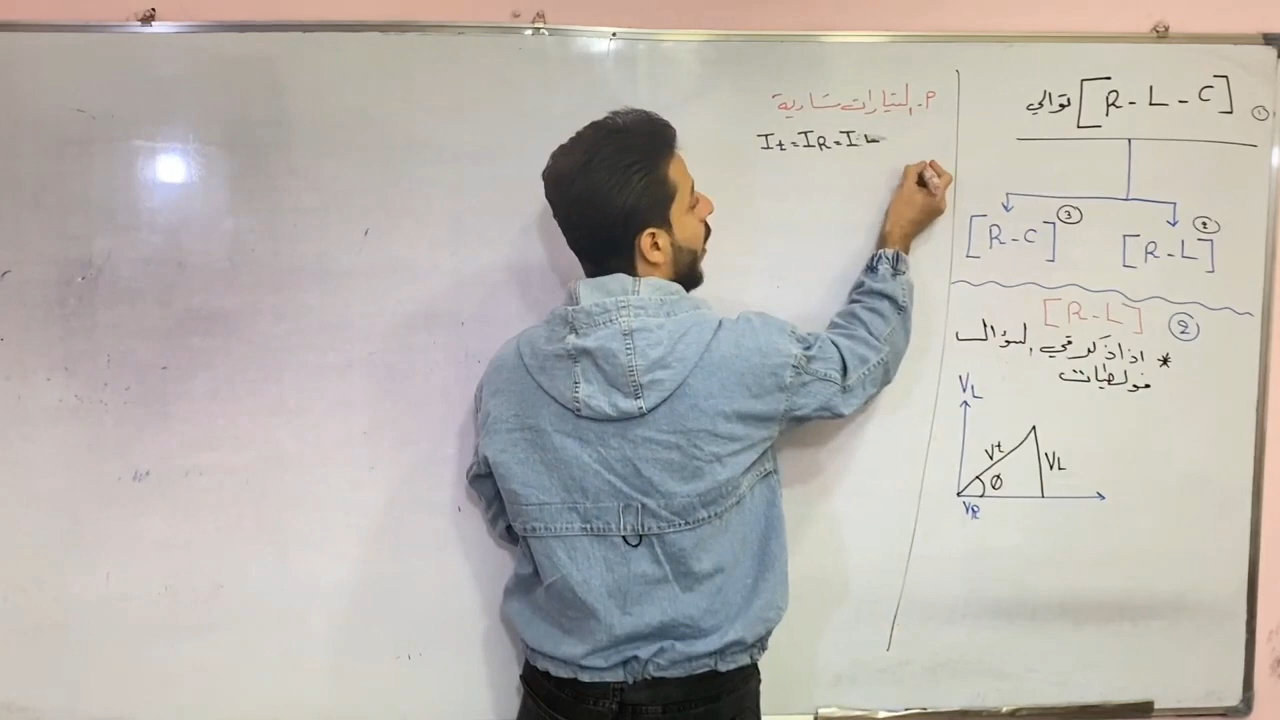 ① [R - L - C] توالي
[R - L] ②
[R - C] ③
② [R - L]
* اذا ذكر في السؤال
فولطيات
VL
Vt
VL
Ø
VR
P- التيارات متساوية
It = IR = IL